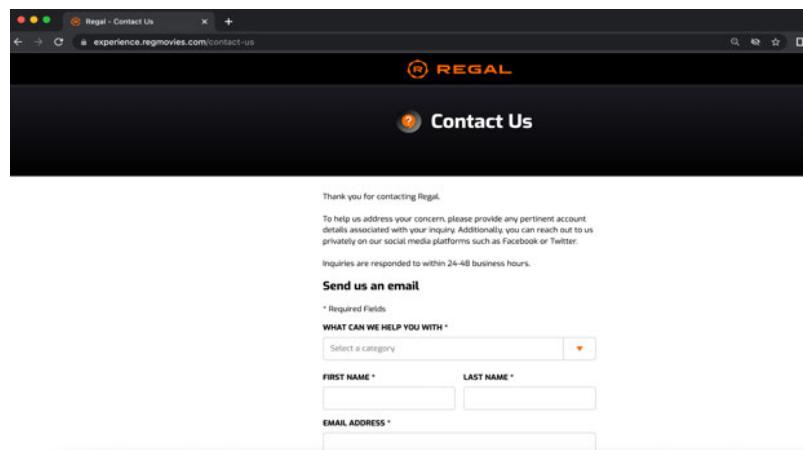 Regal - Contact Us
experience.regmovies.com/contact-us
R REGAL
? Contact Us
Thank you for contacting Regal.
To help us address your concern, please provide any pertinent account
details associated with your inquiry. Additionally, you can reach out to us
privately on our social media platforms such as Facebook or Twitter.
Inquiries are responded to within 24-48 business hours.
Send us an email
* Required Fields
WHAT CAN WE HELP YOU WITH *
Select a category
FIRST NAME * LAST NAME *
EMAIL ADDRESS *